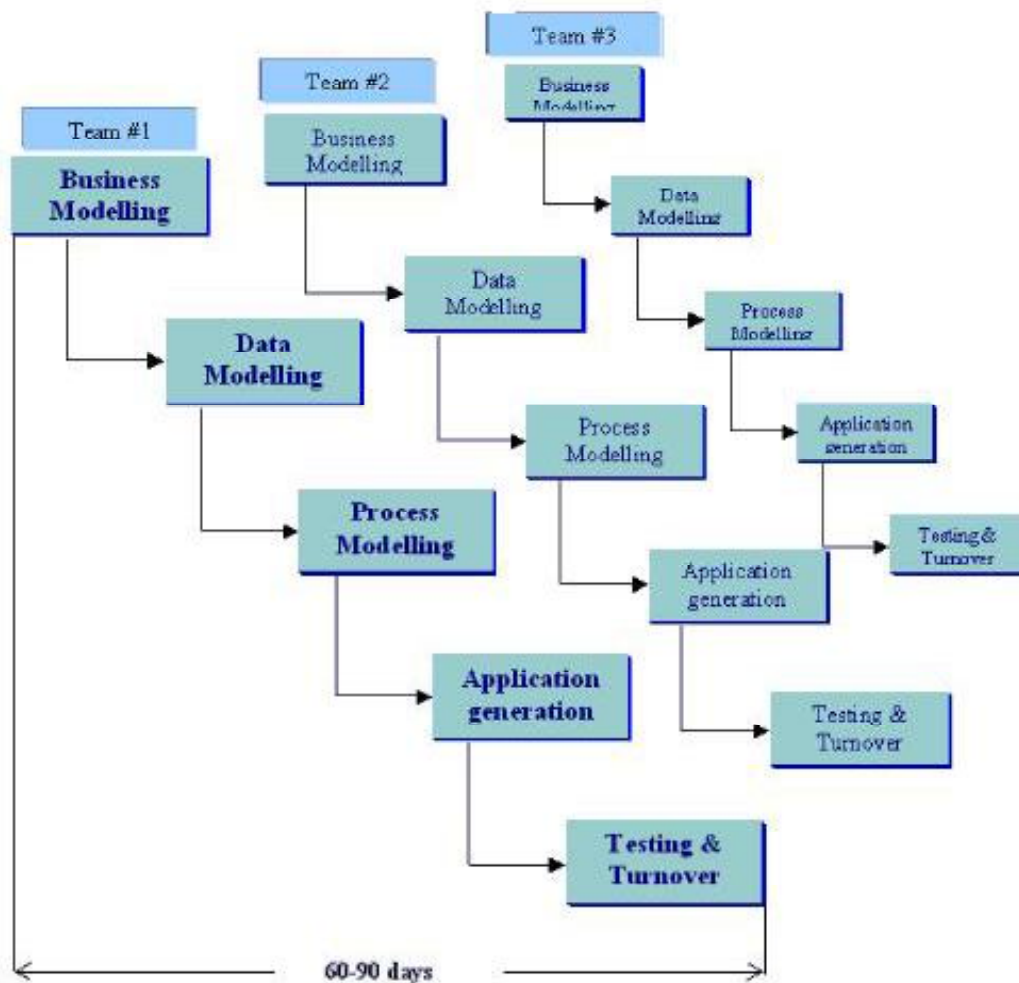 Team #1
Business
Modelling
Data
Modelling
Process
Modelling
Application
generation
Testing &
Turnover
Team #2
Business
Modelling
Data
Modelling
Process
Modelling
Application
generation
Testing &
Turnover
Team #3
Business
Modelling
Data
Modelling
Process
Modelling
Application
generation
Testing &
Turnover
60-90 days